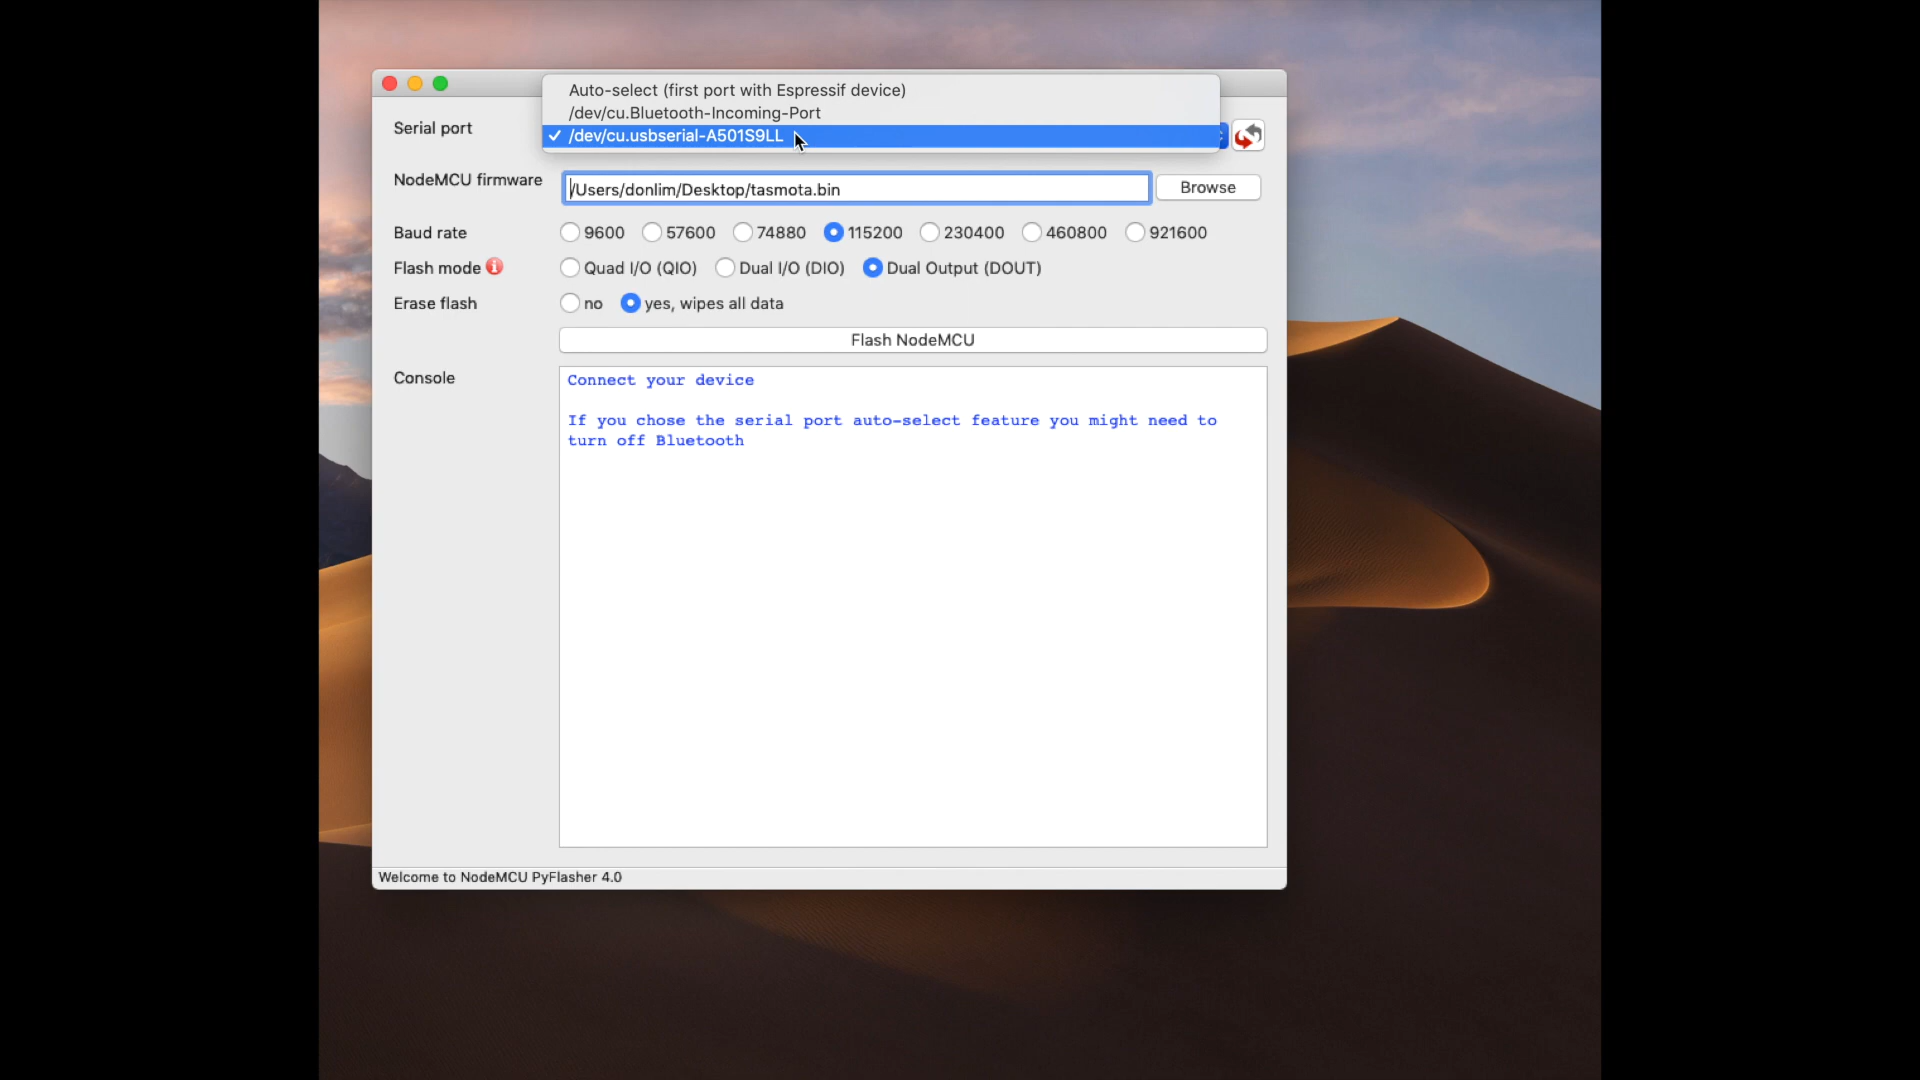 Auto-select (first port with Espressif device)
/dev/cu.Bluetooth-Incoming-Port
Serial port
✓ /dev/cu.usbserial-A501S9LL
NodeMCU firmware
/Users/donlim/Desktop/tasmota.bin
Browse
Baud rate
9600 57600 74880 115200 230400 460800 921600
Flash mode
Quad I/O (QIO) Dual I/O (DIO) Dual Output (DOUT)
Erase flash
no yes, wipes all data
Flash NodeMCU
Console
Connect your device
If you chose the serial port auto-select feature you might need to
turn off Bluetooth
Welcome to NodeMCU PyFlasher 4.0